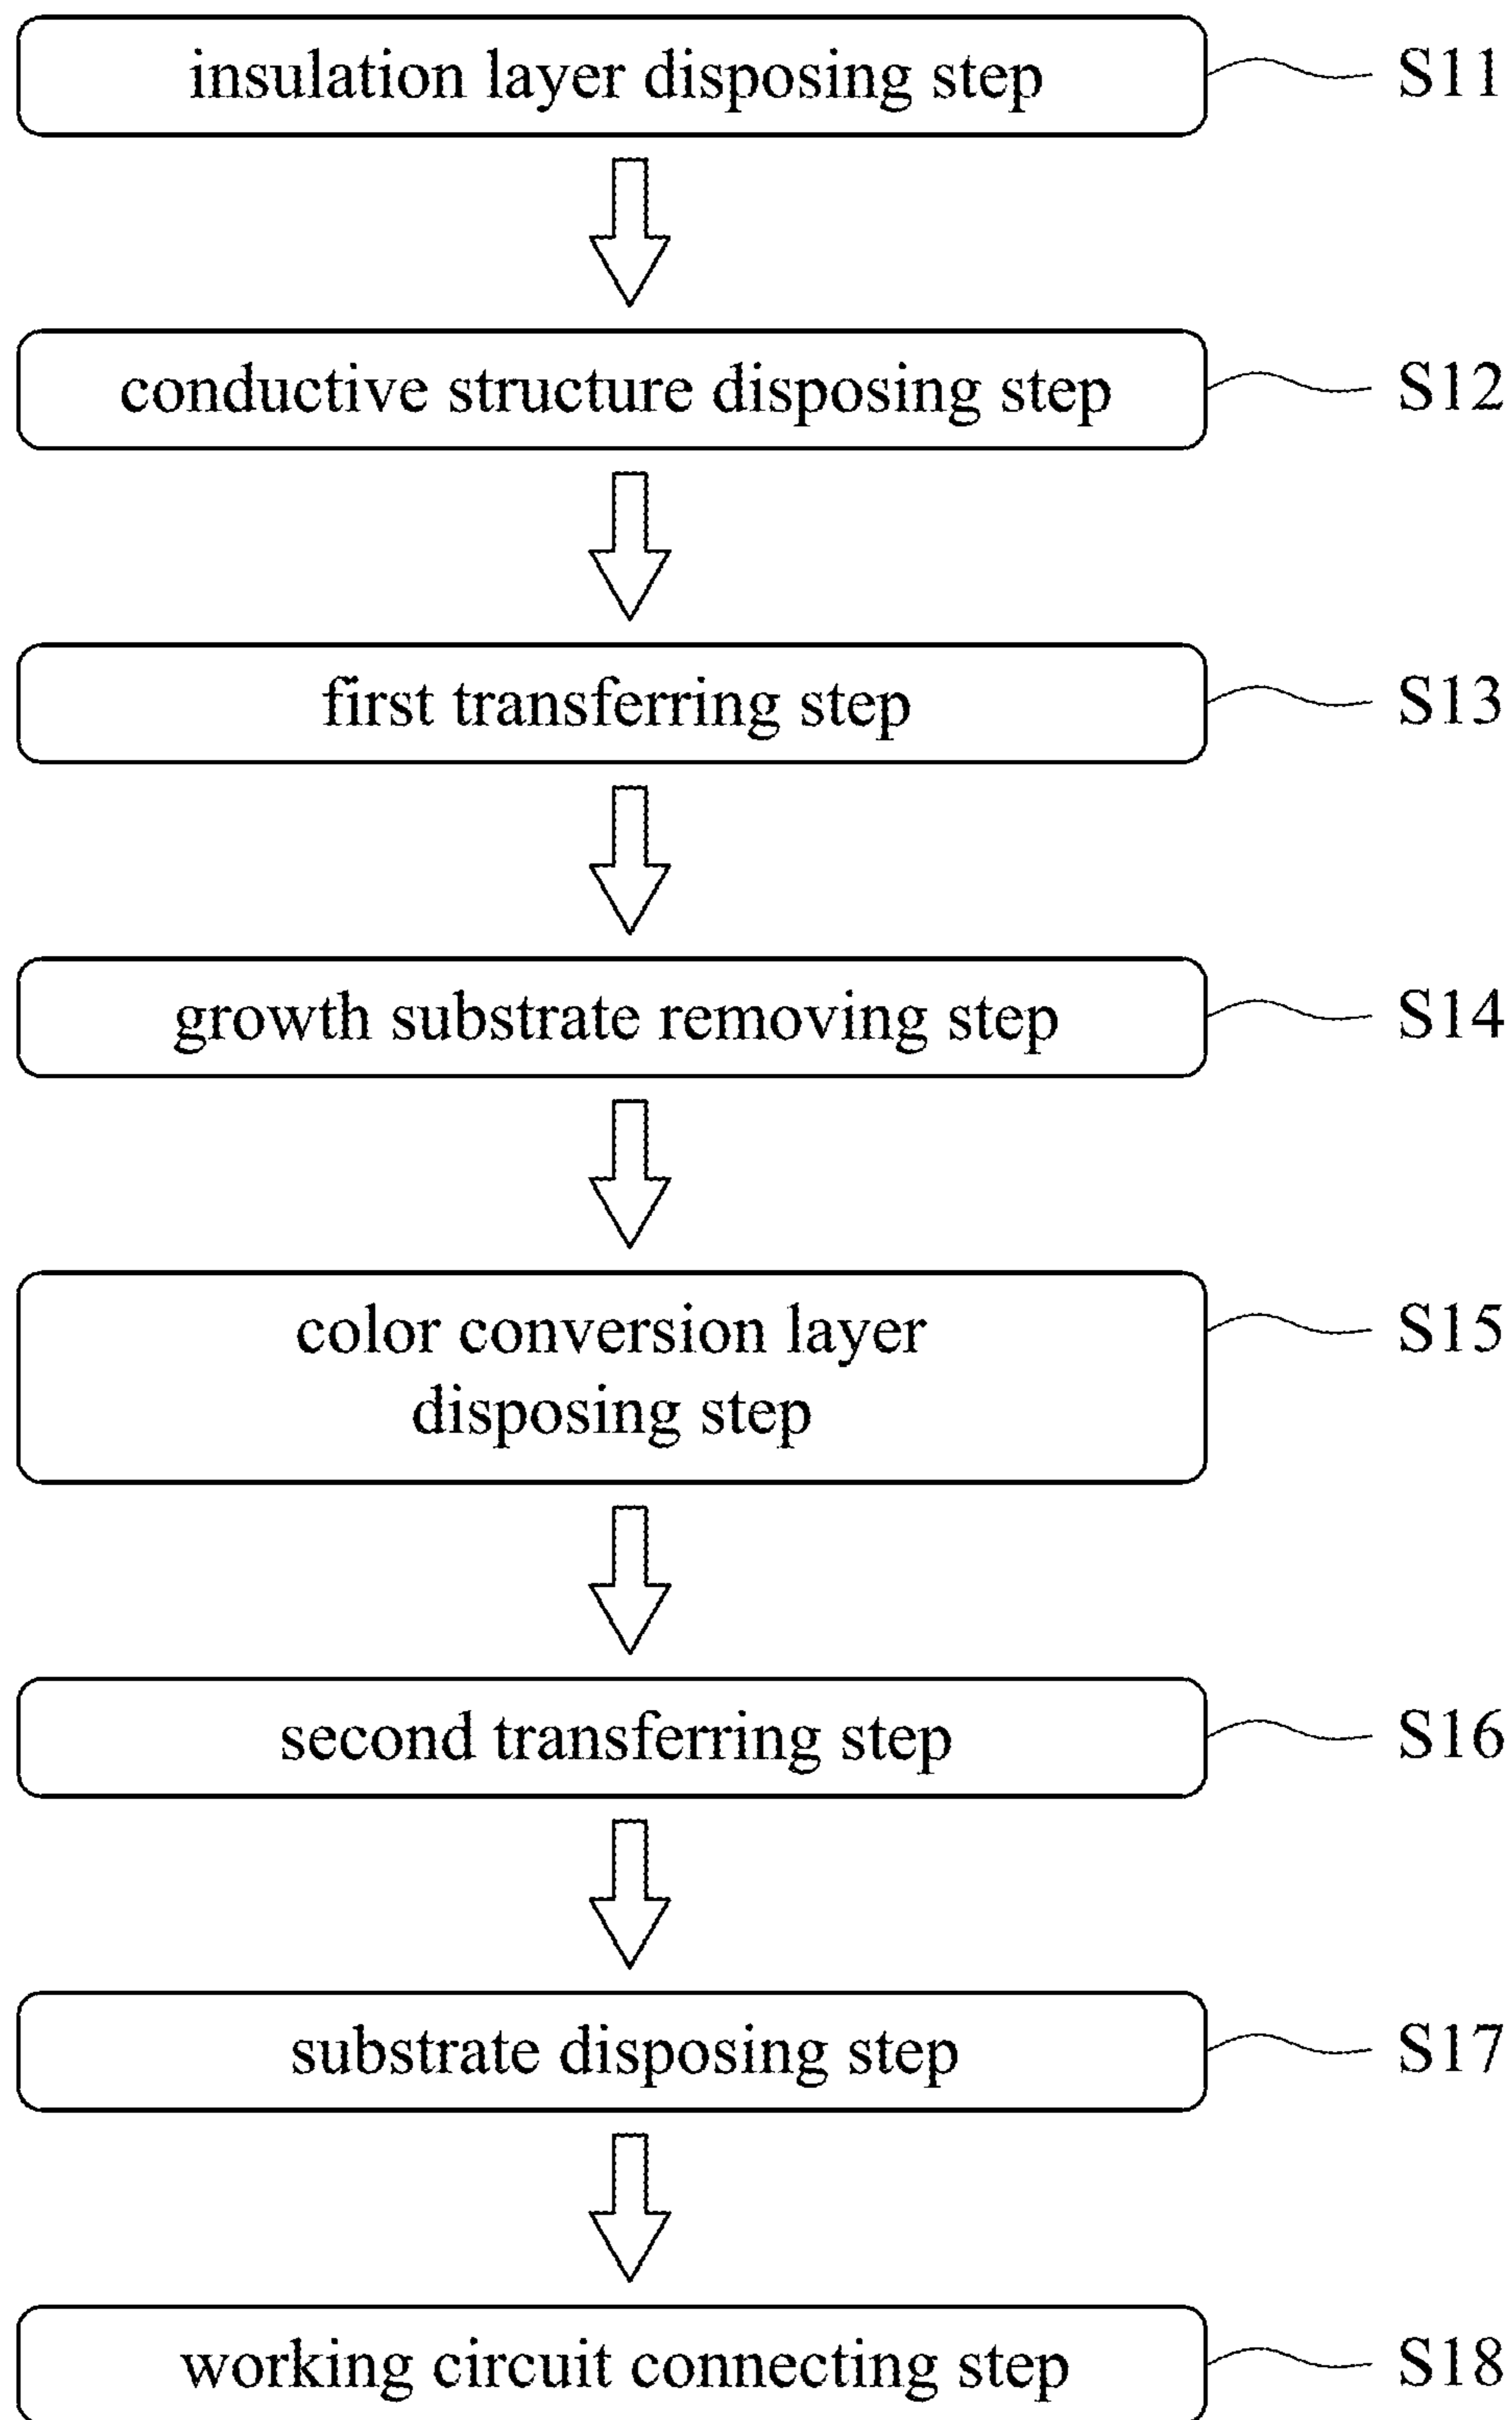 insulation layer disposing step S11
conductive structure disposing step S12
first transferring step S13
growth substrate removing step S14
color conversion layer S15
disposing step
second transferring step S16
substrate disposing step S17
working circuit connecting step S18